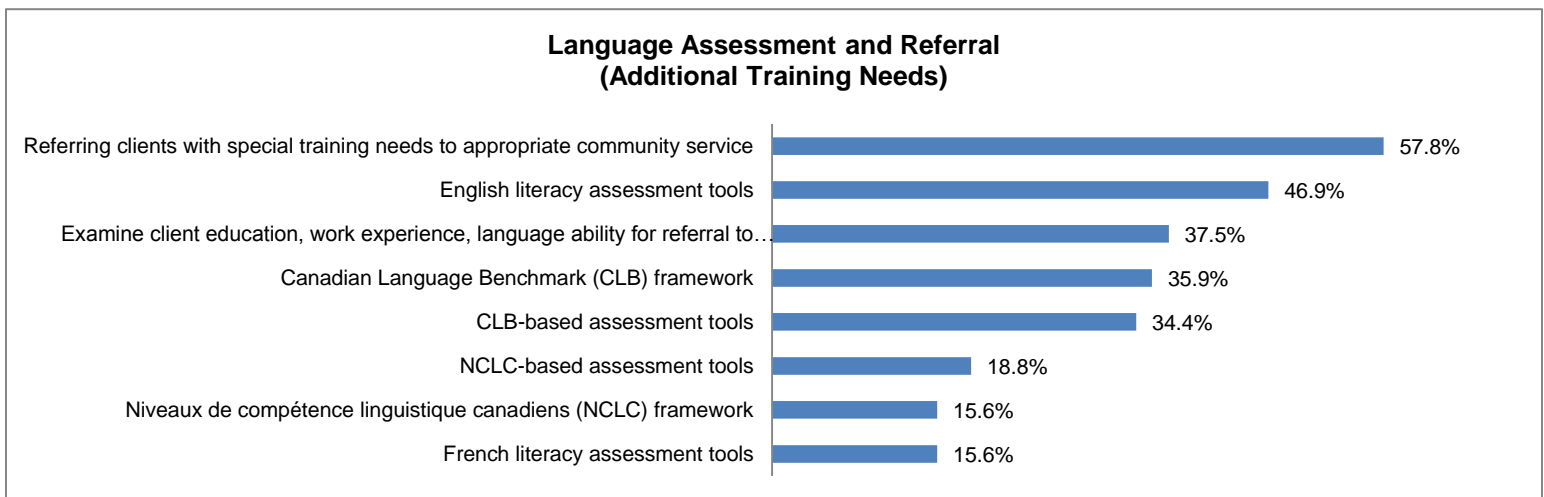 Language Assessment and Referral
(Additional Training Needs)
Referring clients with special training needs to appropriate community service 57.8%
English literacy assessment tools 46.9%
Examine client education, work experience, language ability for referral to… 37.5%
Canadian Language Benchmark (CLB) framework 35.9%
CLB-based assessment tools 34.4%
NCLC-based assessment tools 18.8%
Niveaux de compétence linguistique canadiens (NCLC) framework 15.6%
French literacy assessment tools 15.6%